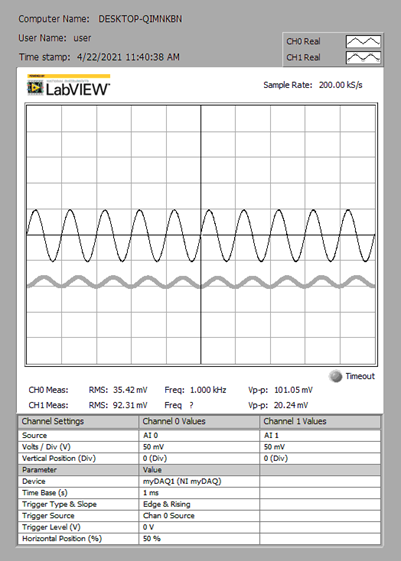 Computer Name: DESKTOP-QIMNKBN
User Name: user
Time stamp: 4/22/2021 11:40:38 AM
CH0 Real
CH1 Real
NATIONAL INSTRUMENTS
LabVIEW
Sample Rate: 200.00 kS/s
Timeout
CH0 Meas: RMS: 35.42 mV Freq: 1.000 kHz Vp-p: 101.05 mV
CH1 Meas: RMS: 92.31 mV Freq ? Vp-p: 20.24 mV
Channel Settings Channel 0 Values Channel 1 Values
Source AI 0 AI 1
Volts / Div (V) 50 mV 50 mV
Vertical Position (Div) 0 (Div) 0 (Div)
Parameter Value
Device myDAQ1 (NI myDAQ)
Time Base (s) 1 ms
Trigger Type & Slope Edge & Rising
Trigger Source Chan 0 Source
Trigger Level (V) 0 V
Horizontal Position (%) 50 %